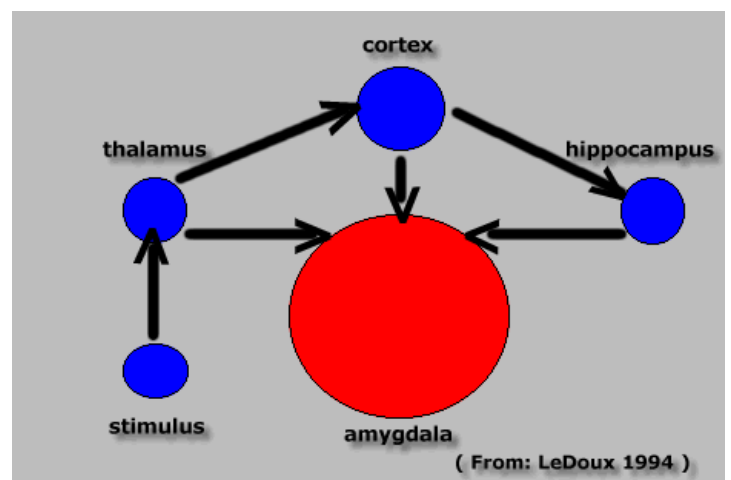 cortex
thalamus
hippocampus
stimulus
amygdala
( From: LeDoux 1994 )